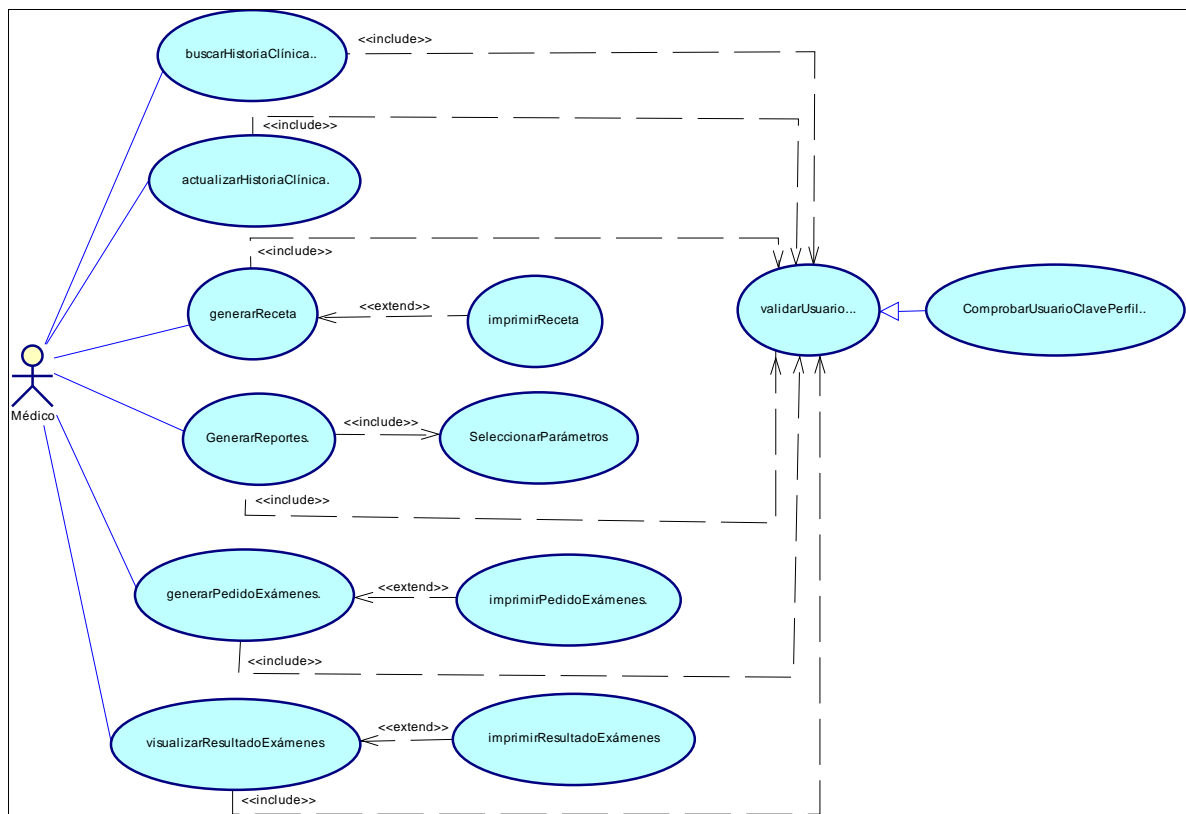 <<include>>
buscarHistoriaClínica..
<<include>>
actualizarHistoriaClínica.
<<include>>
generarReceta
<<extend>>
imprimirReceta
validarUsuario...
ComprobarUsuarioClavePerfil..
Médico
GenerarReportes.
<<include>>
SeleccionarParámetros
<<include>>
generarPedidoExámenes.
<<extend>>
imprimirPedidoExámenes.
<<include>>
visualizarResultadoExámenes
<<extend>>
imprimirResultadoExámenes
<<include>>